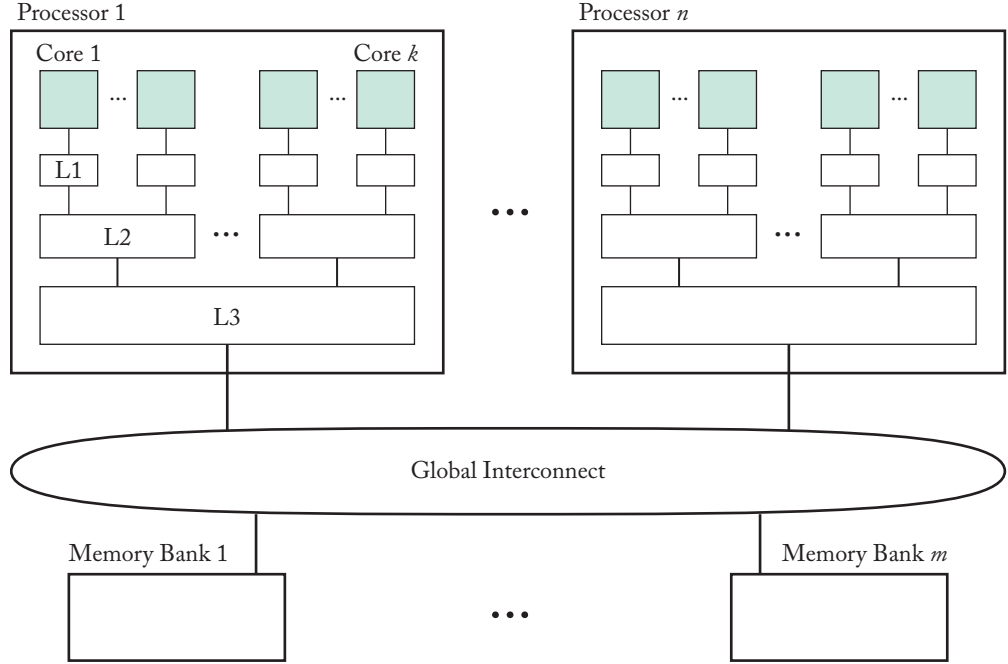 Processor 1
Processor n
Core 1
Core k
...
...
...
...
L1
...
L2
...
...
L3
Global Interconnect
Memory Bank 1
Memory Bank m
...